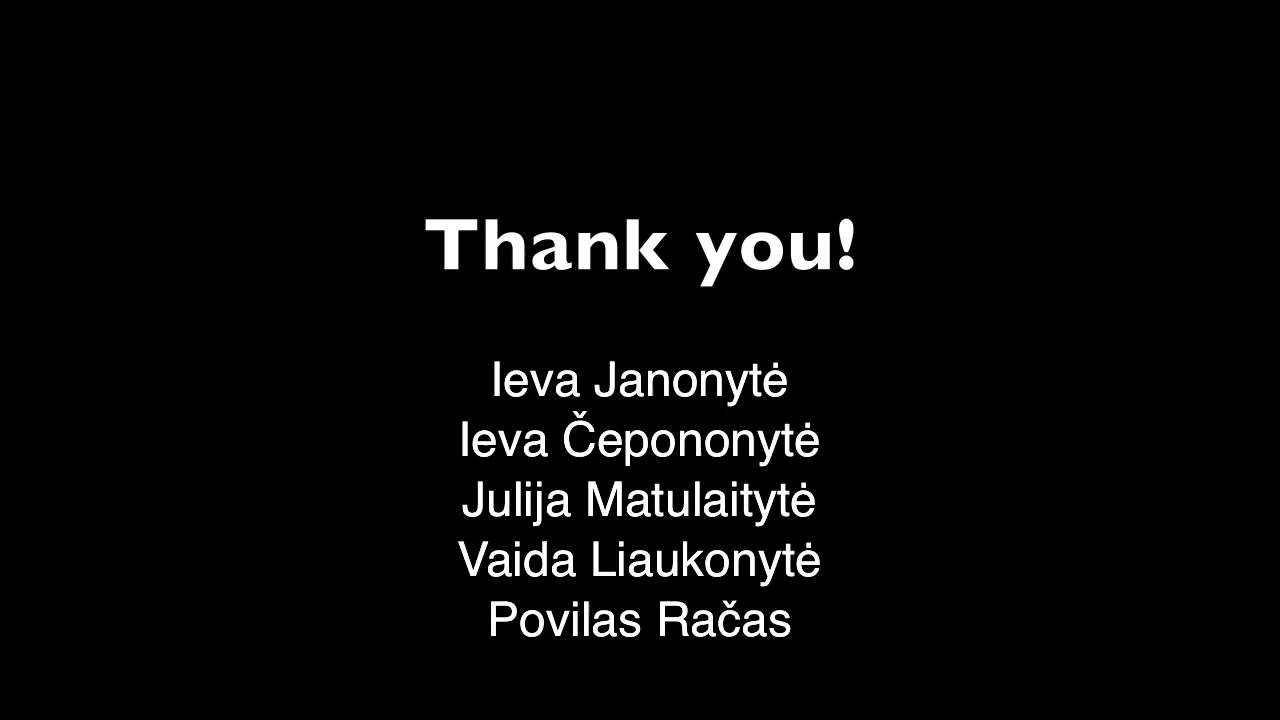 Thank you!
Ieva Janonytė
Ieva Čepononytė
Julija Matulaitytė
Vaida Liaukonytė
Povilas Račas